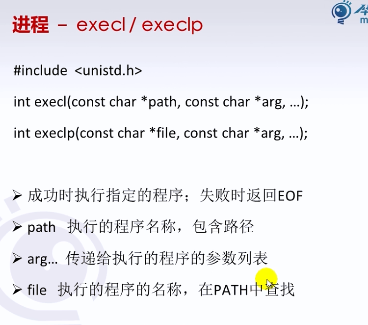 进程 – execl / execlp
#include <unistd.h>
int execl(const char *path, const char *arg, …);
int execlp(const char *file, const char *arg, …);
➢ 成功时执行指定的程序；失败时返回EOF
➢ path 执行的程序名称，包含路径
➢ arg… 传递给执行的程序的参数列表
➢ file 执行的程序的名称，在PATH中查找